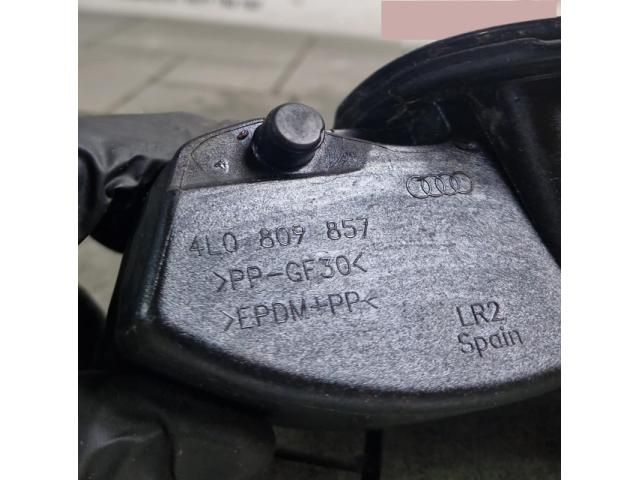 4L0 809 857
>PP-GF30<
>EPDM+PP<
LR2
Spain